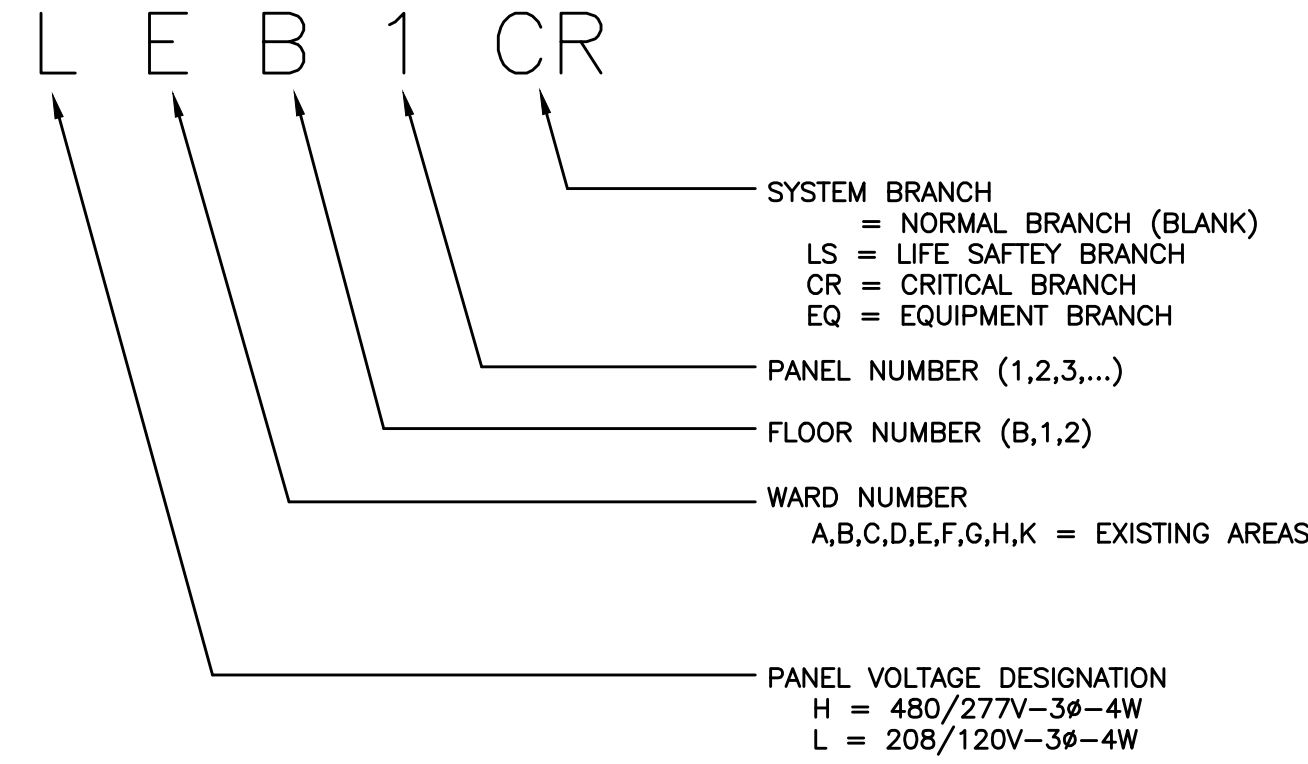 L E B 1 CR
SYSTEM BRANCH
= NORMAL BRANCH (BLANK)
LS = LIFE SAFTEY BRANCH
CR = CRITICAL BRANCH
EQ = EQUIPMENT BRANCH
PANEL NUMBER (1,2,3,...)
FLOOR NUMBER (B,1,2)
WARD NUMBER
A,B,C,D,E,F,G,H,K = EXISTING AREAS
PANEL VOLTAGE DESIGNATION
H = 480/277V-3ø-4W
L = 208/120V-3ø-4W